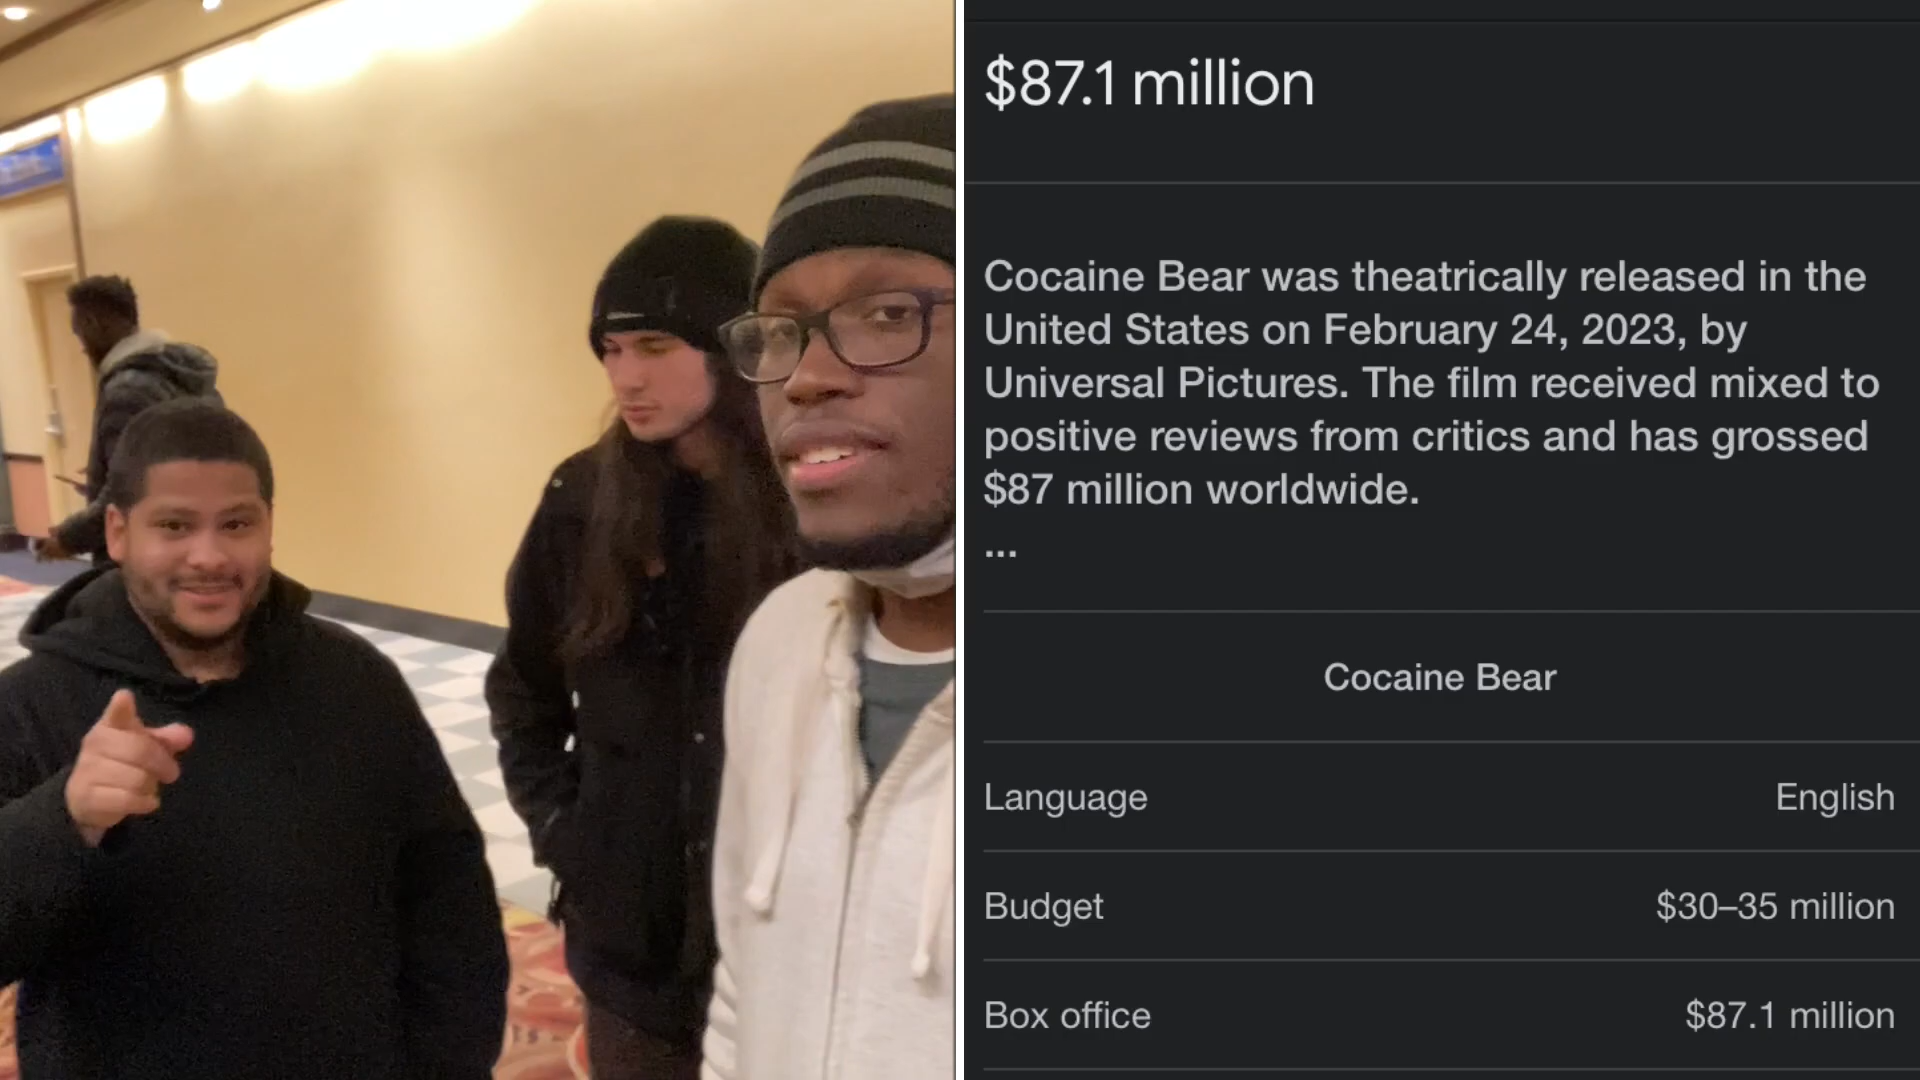 $87.1 million
Cocaine Bear was theatrically released in the
United States on February 24, 2023, by
Universal Pictures. The film received mixed to
positive reviews from critics and has grossed
$87 million worldwide.
...
Cocaine Bear
Language English
Budget $30–35 million
Box office $87.1 million